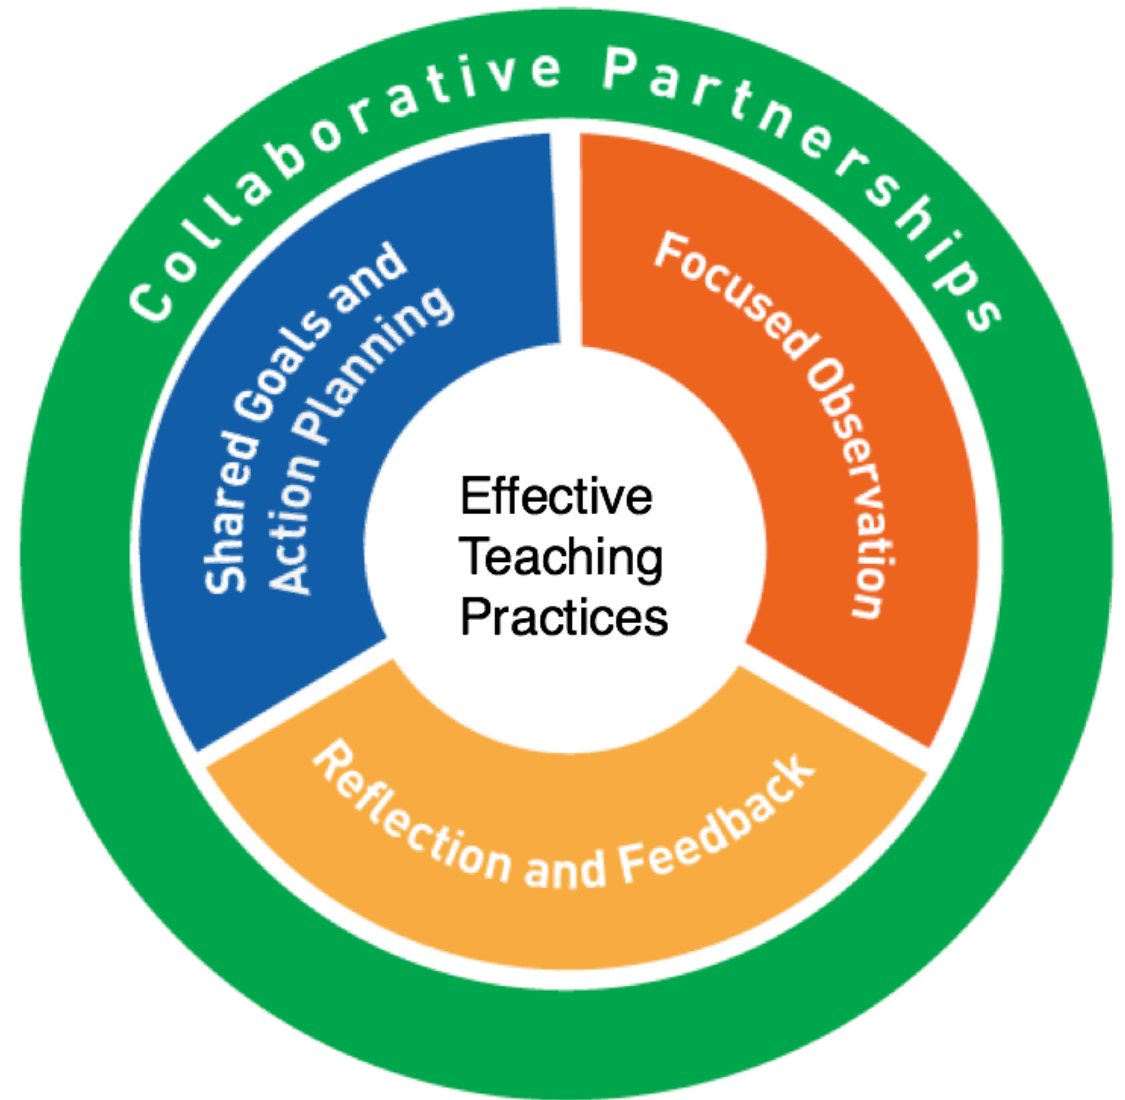 Collaborative Partnerships
Shared Goals and
Action Planning
Focused Observation
Effective
Teaching
Practices
Reflection and Feedback